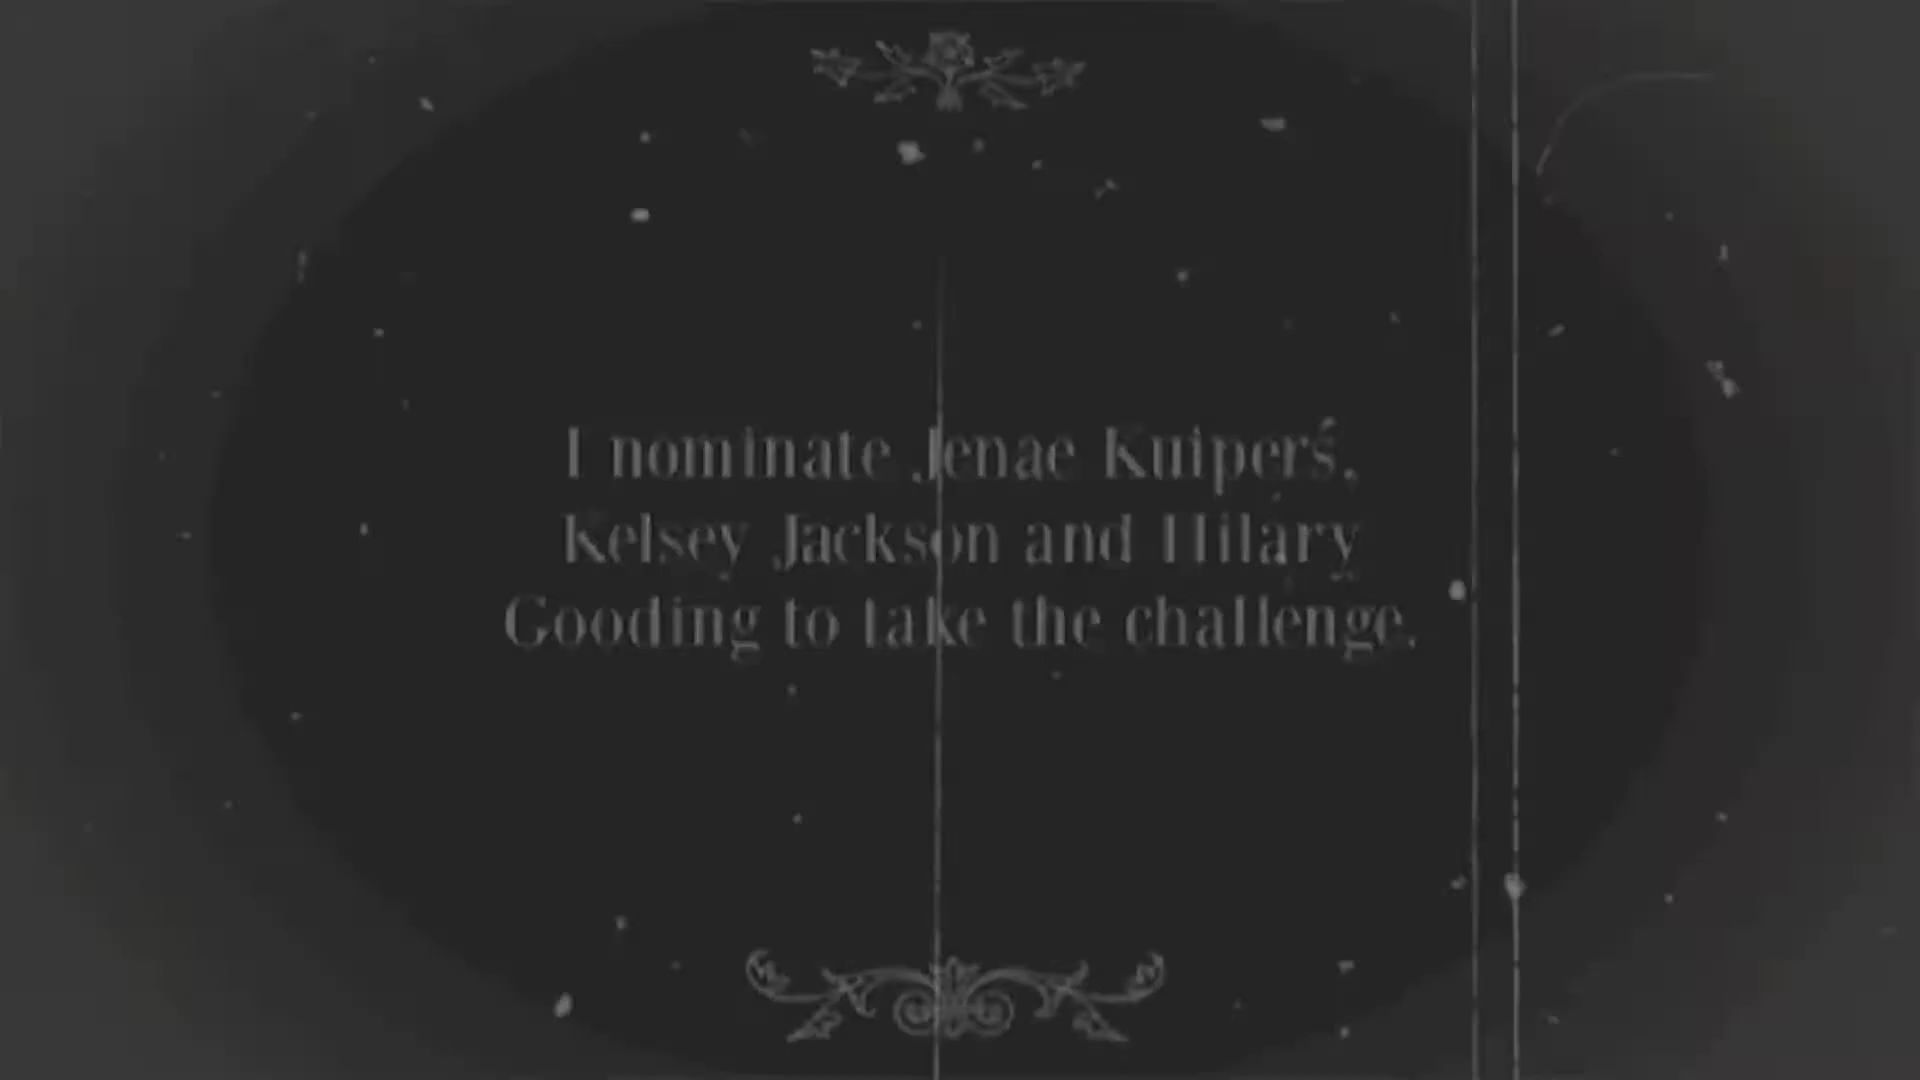 I nominate Jenae Kuipers,
Kelsey Jackson and Hilary
Gooding to take the challenge.